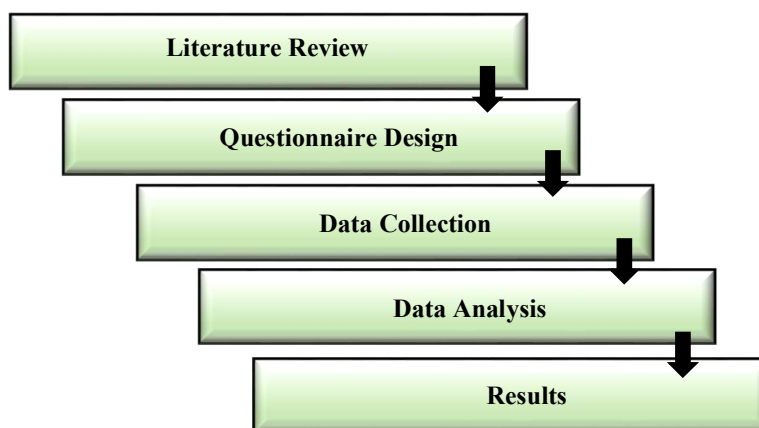 Literature Review
Questionnaire Design
Data Collection
Data Analysis
Results